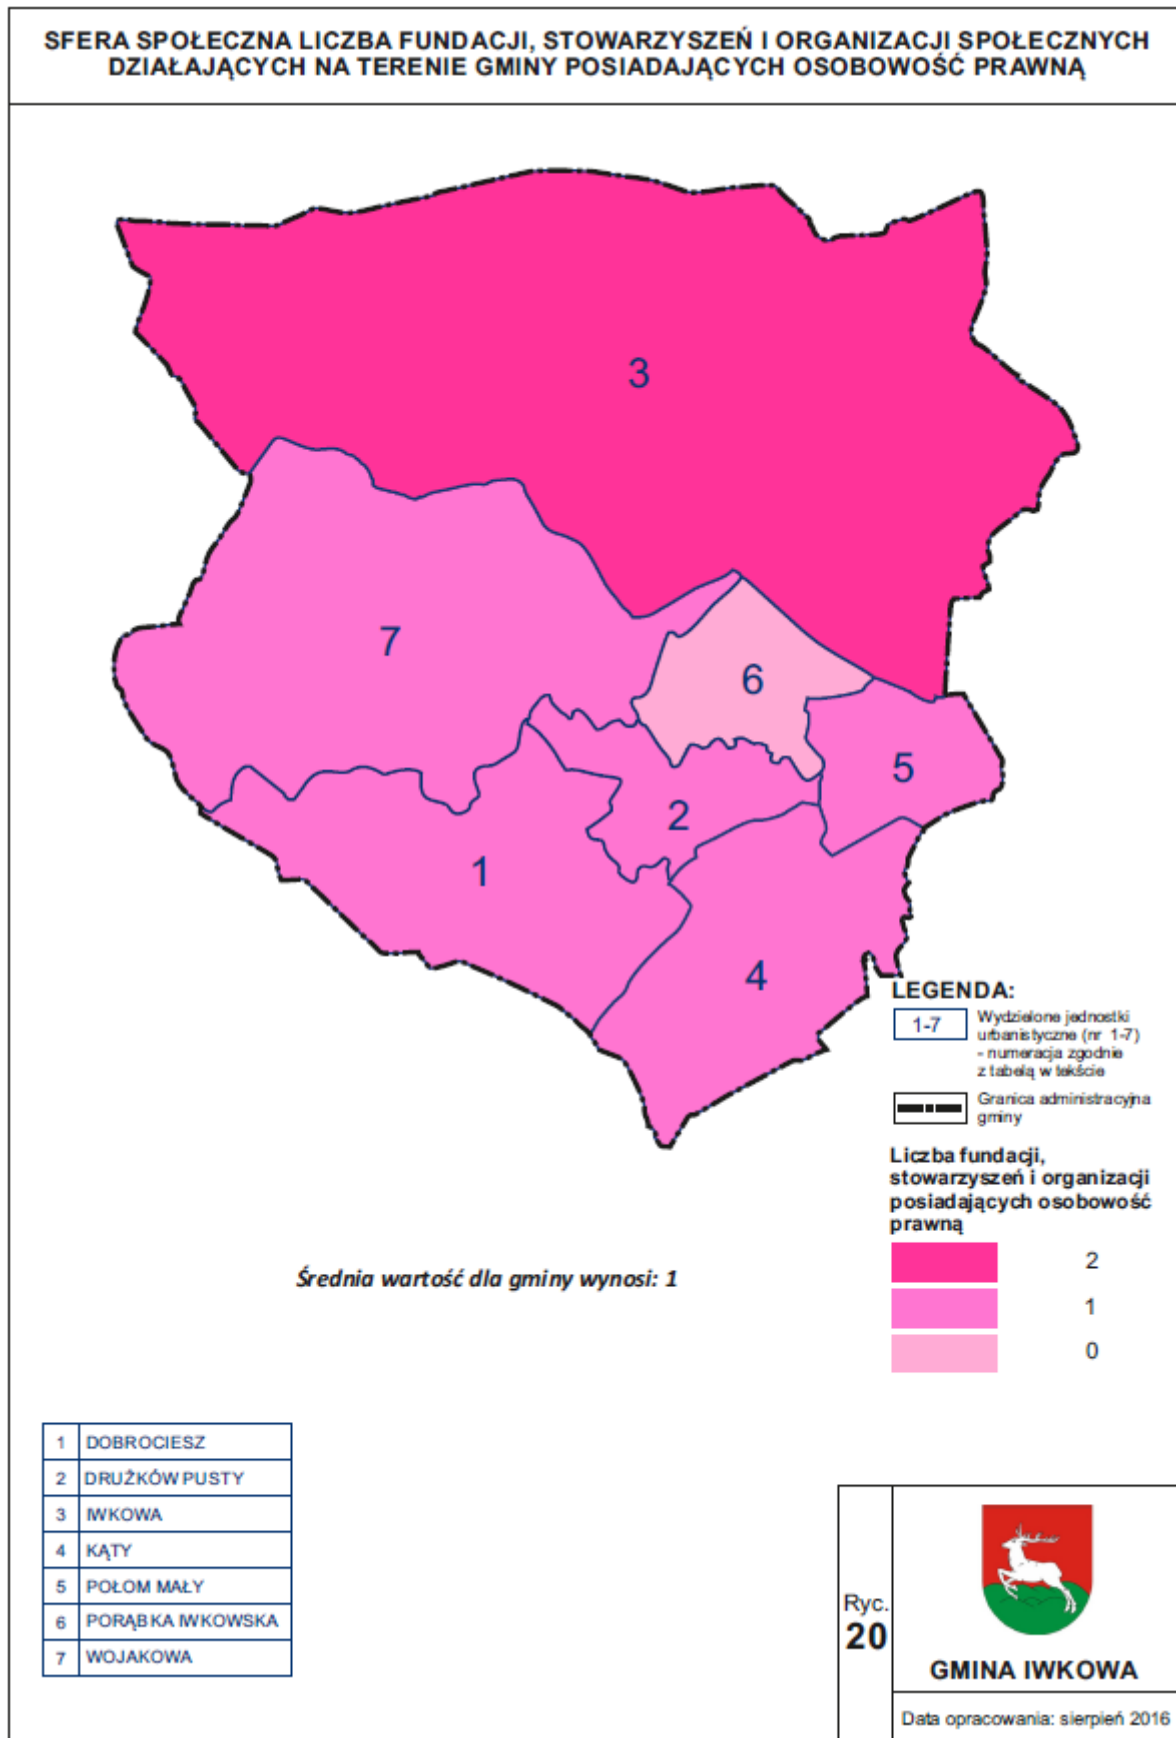 SFERA SPOŁECZNA LICZBA FUNDACJI, STOWARZYSZEŃ I ORGANIZACJI SPOŁECZNYCH
DZIAŁAJĄCYCH NA TERENIE GMINY POSIADAJĄCYCH OSOBOWOŚĆ PRAWNĄ
3
7
6
5
2
1
4
LEGENDA:
1-7
Wydzielone jednostki
urbanistyczne (nr 1-7)
- numeracja zgodnie
z tabelą w tekście
Granica administracyjna
gminy
Liczba fundacji,
stowarzyszeń i organizacji
posiadających osobowość
prawną
2
1
0
Średnia wartość dla gminy wynosi: 1
1 DOBROCIESZ
2 DRUŻKÓW PUSTY
3 IWKOWA
4 KĄTY
5 POŁOM MAŁY
6 PORĄBKA IWKOWSKA
7 WOJAKOWA
Ryc.
20
GMINA IWKOWA
Data opracowania: sierpień 2016